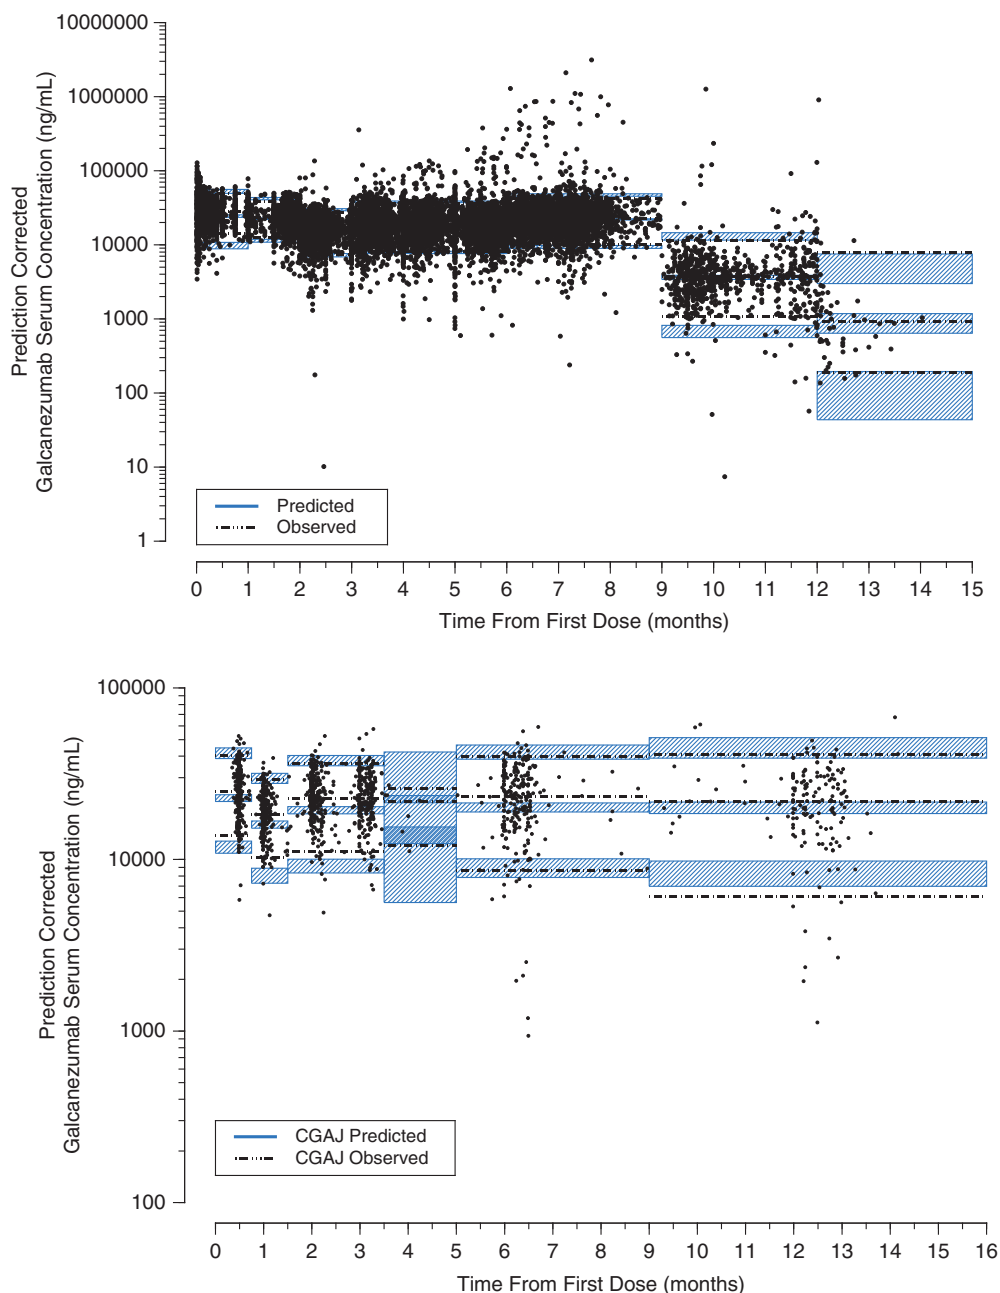 Prediction Corrected
Galcanezumab Serum Concentration (ng/mL)
10000000
1000000
100000
10000
1000
100
10
1
Predicted
Observed
0 1 2 3 4 5 6 7 8 9 10 11 12 13 14 15
Time From First Dose (months)
Prediction Corrected
Galcanezumab Serum Concentration (ng/mL)
100000
10000
1000
100
CGAJ Predicted
CGAJ Observed
0 1 2 3 4 5 6 7 8 9 10 11 12 13 14 15 16
Time From First Dose (months)